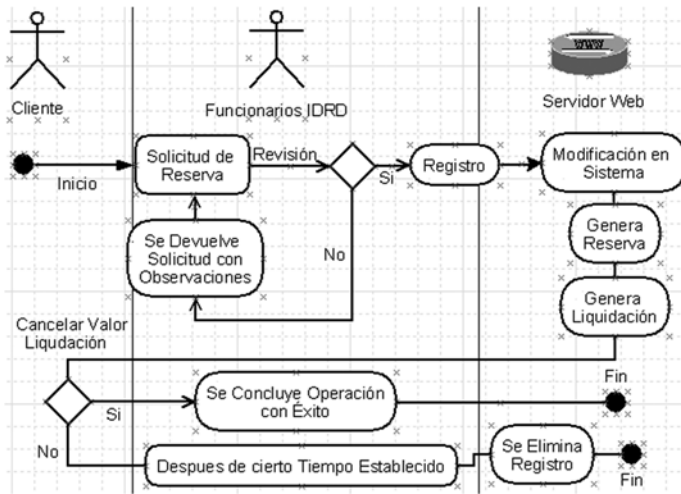 www
Cliente
Funcionarios IDRD
Servidor Web
Inicio
Solicitud de
Reserva
Revisión
Si
Registro
Modificación en
Sistema
Se Devuelve
Solicitud con
Observaciones
No
Genera
Reserva
Genera
Liquidación
Cancelar Valor
Liqudación
Si
Se Concluye Operación
con Éxito
Fin
No
Despues de cierto Tiempo Establecido
Se Elimina
Registro
Fin